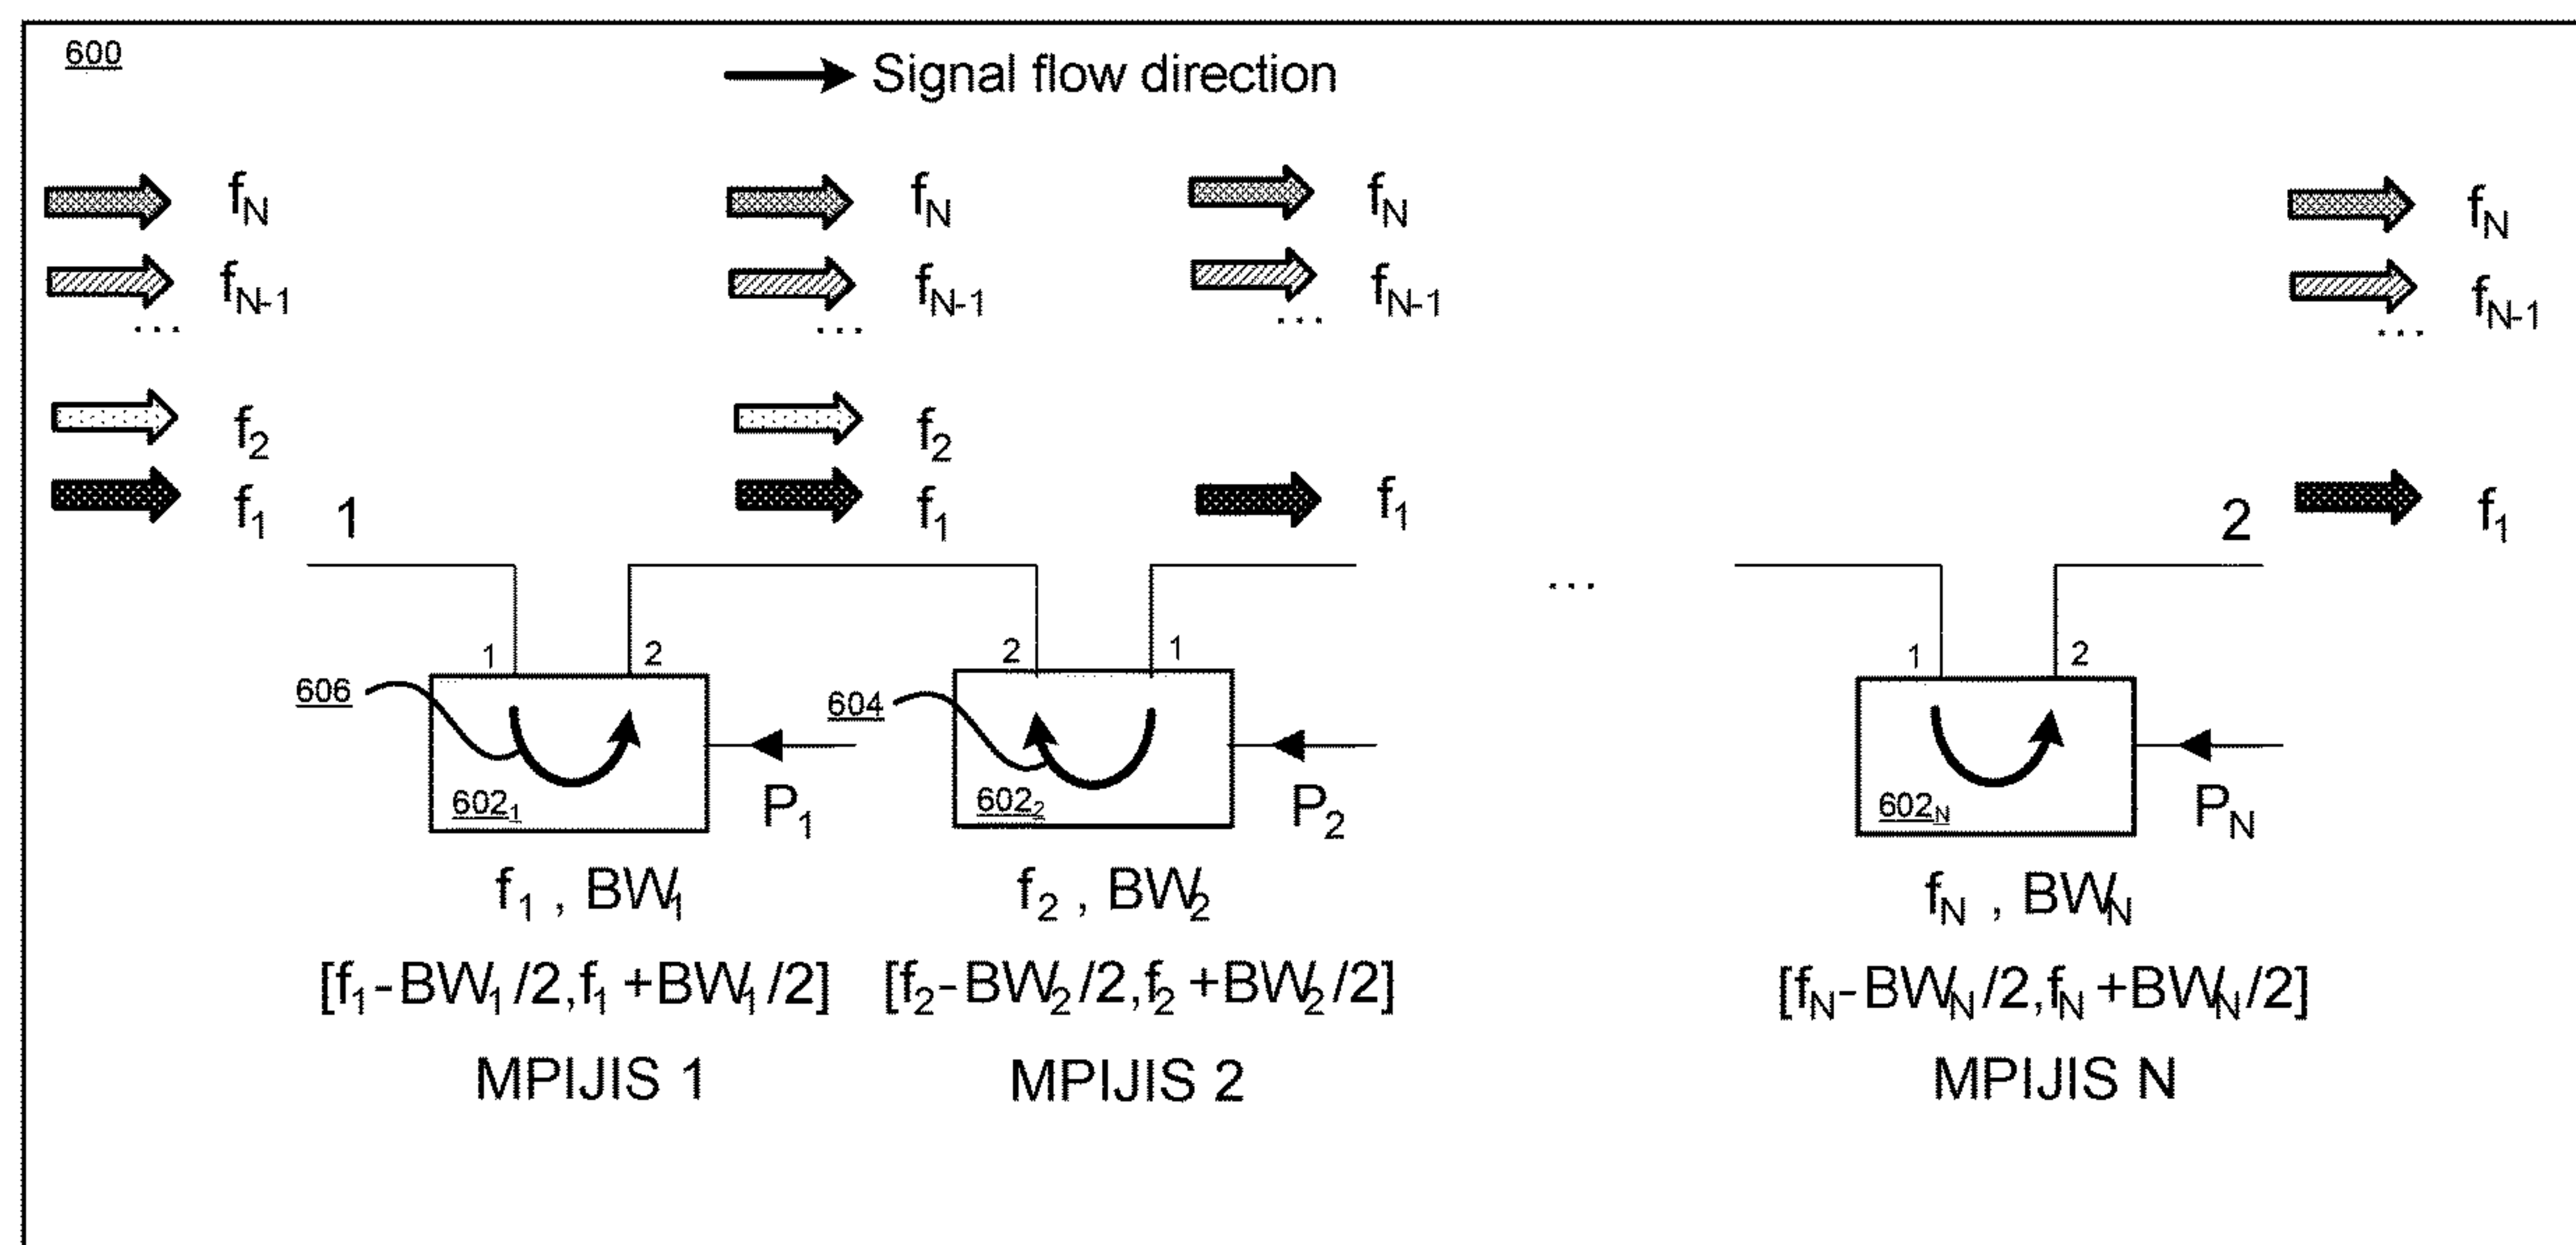 600
Signal flow direction
f_N f_N f_N f_N
f_N-1 f_N-1 f_N-1 f_N-1
... ... ... ...
f_2 f_2
f_1 1 f_1 f_1 2 f_1
...
1 2 2 1 1 2
606 604
602_1 602_2 602_N
P_1 P_2 P_N
f_1 , BW_1 f_2 , BW_2 f_N , BW_N
[f_1-BW_1/2,f_1+BW_1/2] [f_2-BW_2/2,f_2+BW_2/2] [f_N-BW_N/2,f_N+BW_N/2]
MPIJIS 1 MPIJIS 2 MPIJIS N